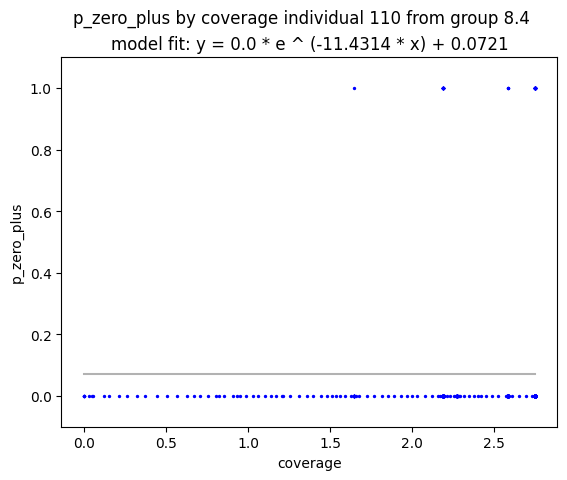 p_zero_plus by coverage individual 110 from group 8.4
model fit: y = 0.0 * e ^ (-11.4314 * x) + 0.0721
1.0
0.8
0.6
0.4
0.2
0.0
p_zero_plus
0.0 0.5 1.0 1.5 2.0 2.5
coverage